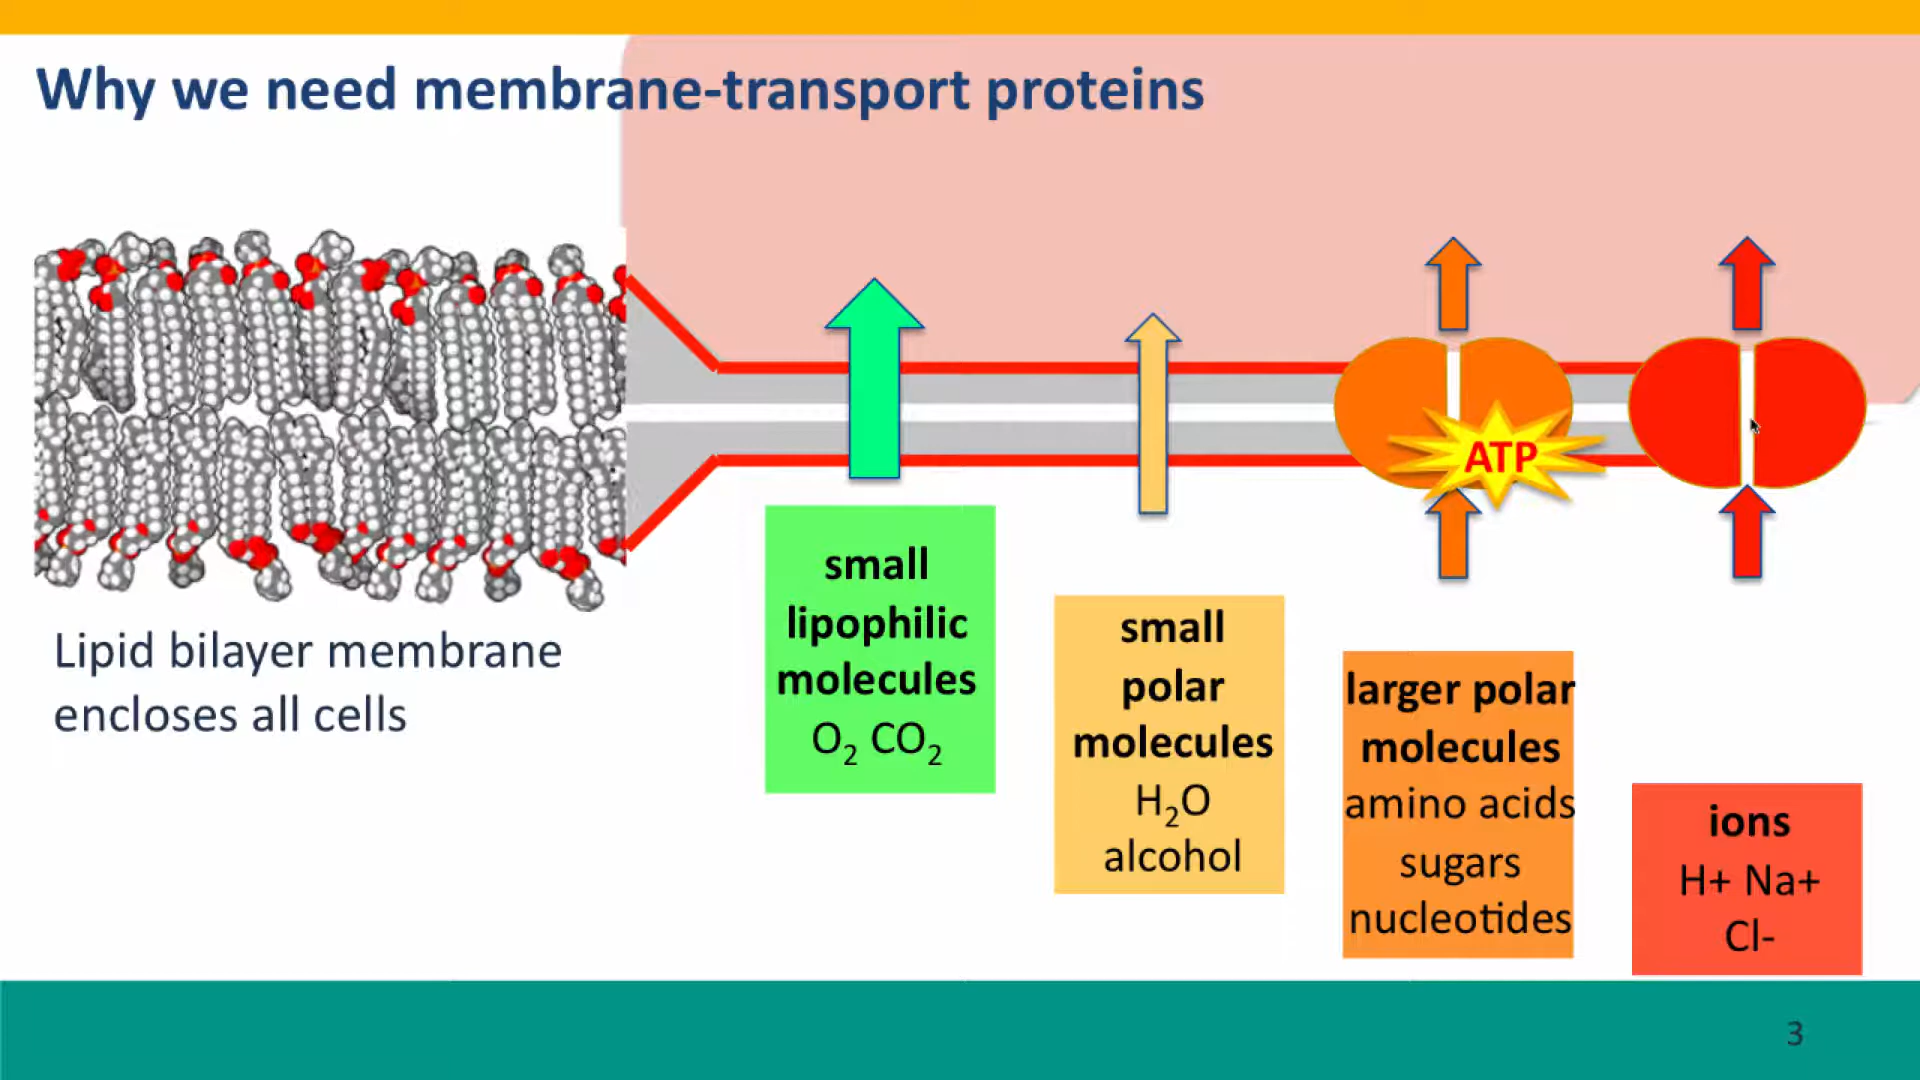 Why we need membrane-transport proteins
ATP
Lipid bilayer membrane
encloses all cells
small
lipophilic
molecules
O₂ CO₂
small
polar
molecules
H₂O
alcohol
larger polar
molecules
amino acids
sugars
nucleotides
ions
H+ Na+
Cl-
3